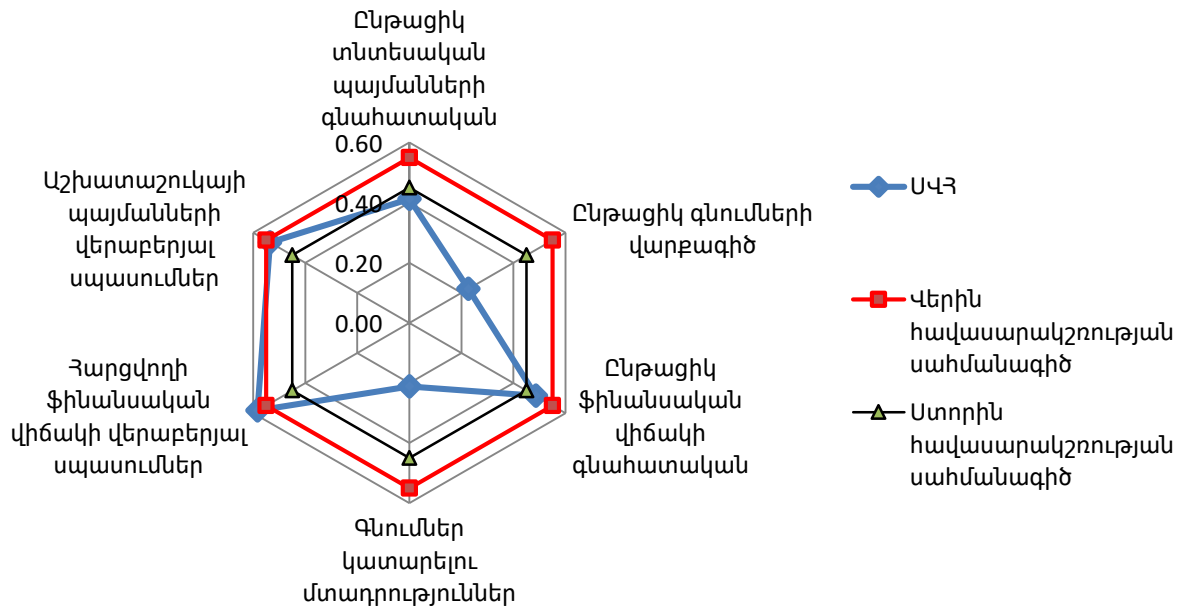 Ընթացիկ
տնտեսական
պայմանների
գնահատական
0.60
0.40
0.20
0.00
Ընթացիկ գնումների
վարքագիծ
Ընթացիկ
ֆինանսական
վիճակի
գնահատական
Գնումներ
կատարելու
մտադրություններ
Հարցվողի
ֆինանսական
վիճակի վերաբերյալ
սպասումներ
Աշխատաշուկայի
պայմանների
վերաբերյալ
սպասումներ
ՍՎՀ
Վերին
հավասարակշռության
սահմանագիծ
Ստորին
հավասարակշռության
սահմանագիծ